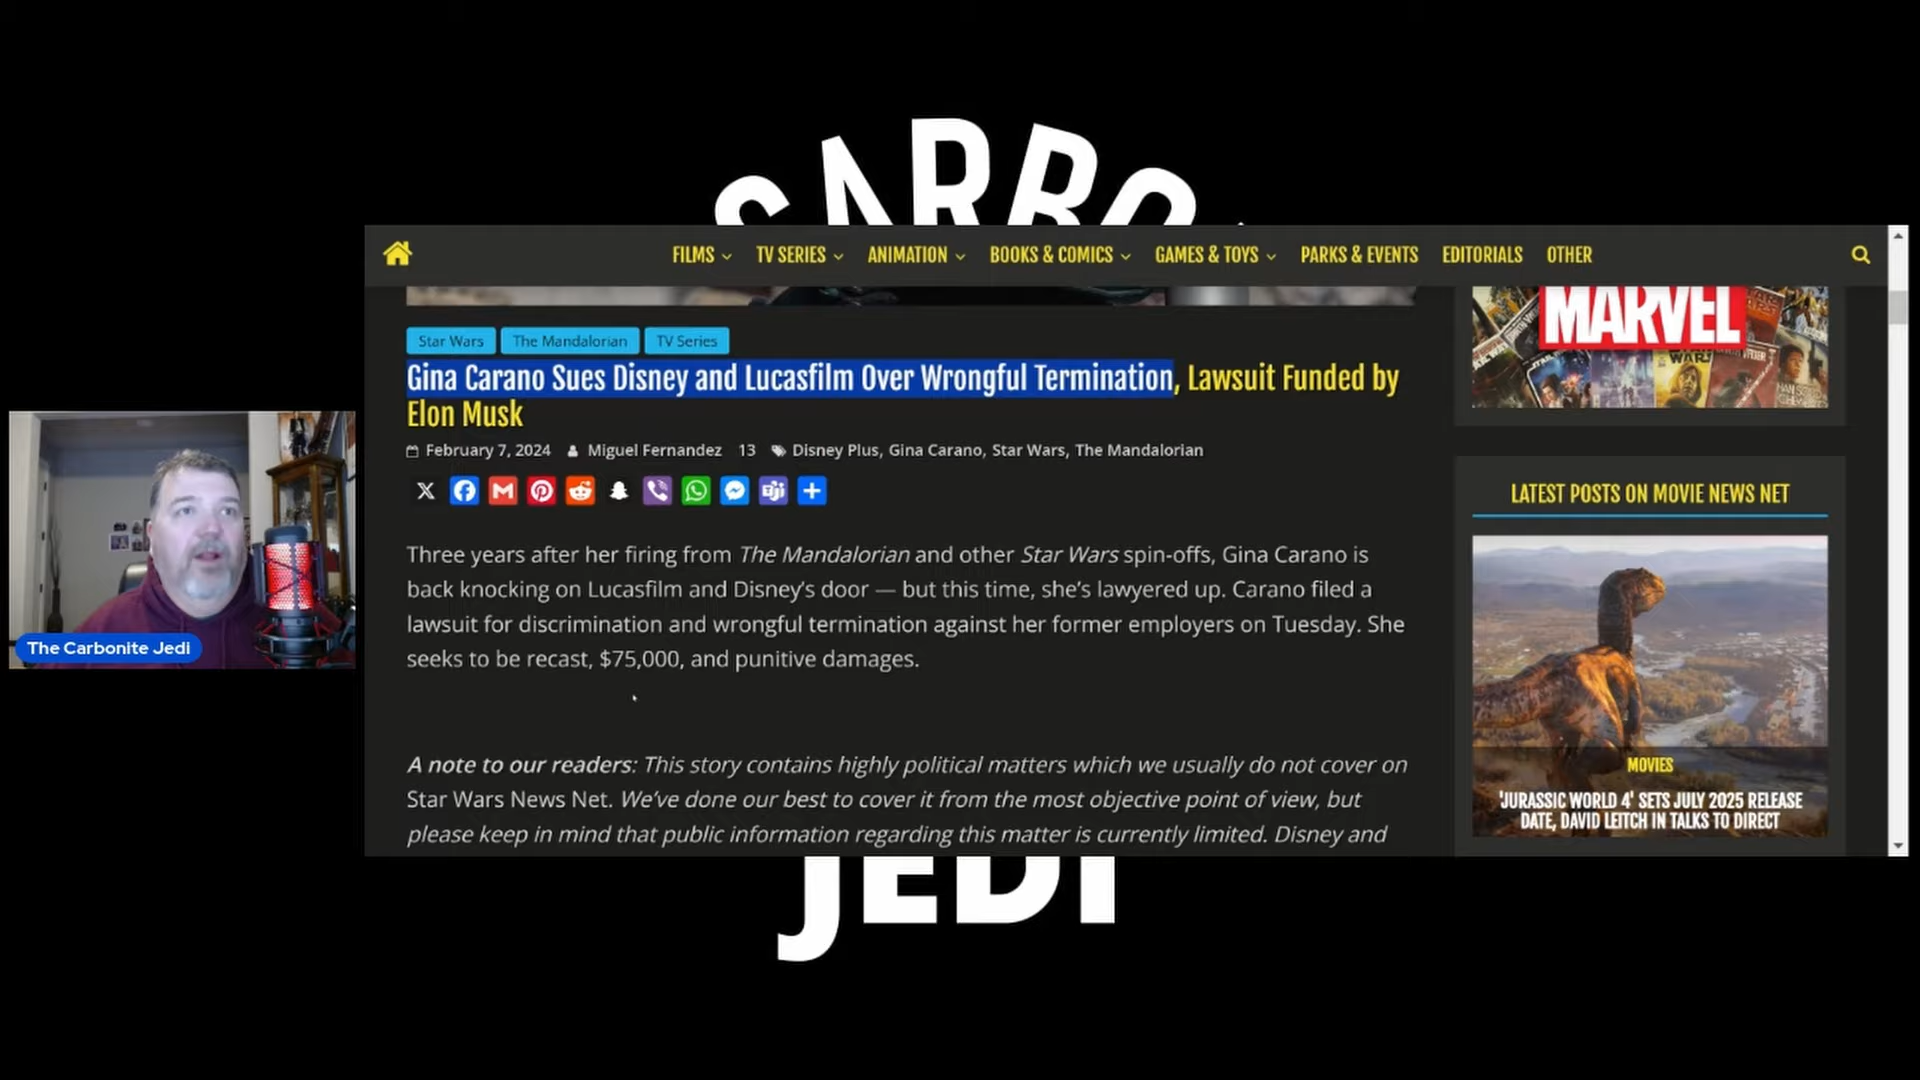 CARBO
FILMS TV SERIES ANIMATION BOOKS & COMICS GAMES & TOYS PARKS & EVENTS EDITORIALS OTHER
MARVEL
Star Wars The Mandalorian TV Series
Gina Carano Sues Disney and Lucasfilm Over Wrongful Termination, Lawsuit Funded by
Elon Musk
February 7, 2024 Miguel Fernandez 13 Disney Plus, Gina Carano, Star Wars, The Mandalorian
Three years after her firing from The Mandalorian and other Star Wars spin-offs, Gina Carano is
back knocking on Lucasfilm and Disney’s door — but this time, she’s lawyered up. Carano filed a
lawsuit for discrimination and wrongful termination against her former employers on Tuesday. She
seeks to be recast, $75,000, and punitive damages.
A note to our readers: This story contains highly political matters which we usually do not cover on
Star Wars News Net. We’ve done our best to cover it from the most objective point of view, but
please keep in mind that public information regarding this matter is currently limited. Disney and
LATEST POSTS ON MOVIE NEWS NET
MOVIES
'JURASSIC WORLD 4' SETS JULY 2025 RELEASE
DATE, DAVID LEITCH IN TALKS TO DIRECT
The Carbonite Jedi
JEDI